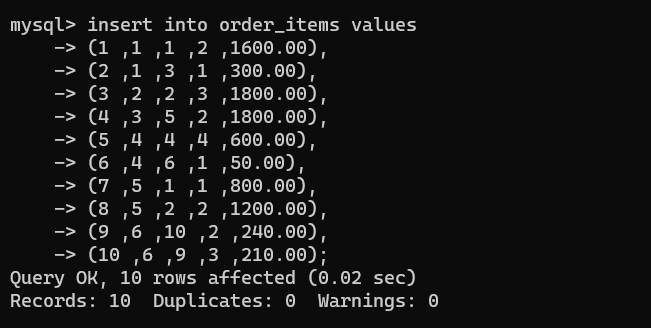 mysql> insert into order_items values
    -> (1 ,1 ,1 ,2 ,1600.00),
    -> (2 ,1 ,3 ,1 ,300.00),
    -> (3 ,2 ,2 ,3 ,1800.00),
    -> (4 ,3 ,5 ,2 ,1800.00),
    -> (5 ,4 ,4 ,4 ,600.00),
    -> (6 ,4 ,6 ,1 ,50.00),
    -> (7 ,5 ,1 ,1 ,800.00),
    -> (8 ,5 ,2 ,2 ,1200.00),
    -> (9 ,6 ,10 ,2 ,240.00),
    -> (10 ,6 ,9 ,3 ,210.00);
Query OK, 10 rows affected (0.02 sec)
Records: 10  Duplicates: 0  Warnings: 0